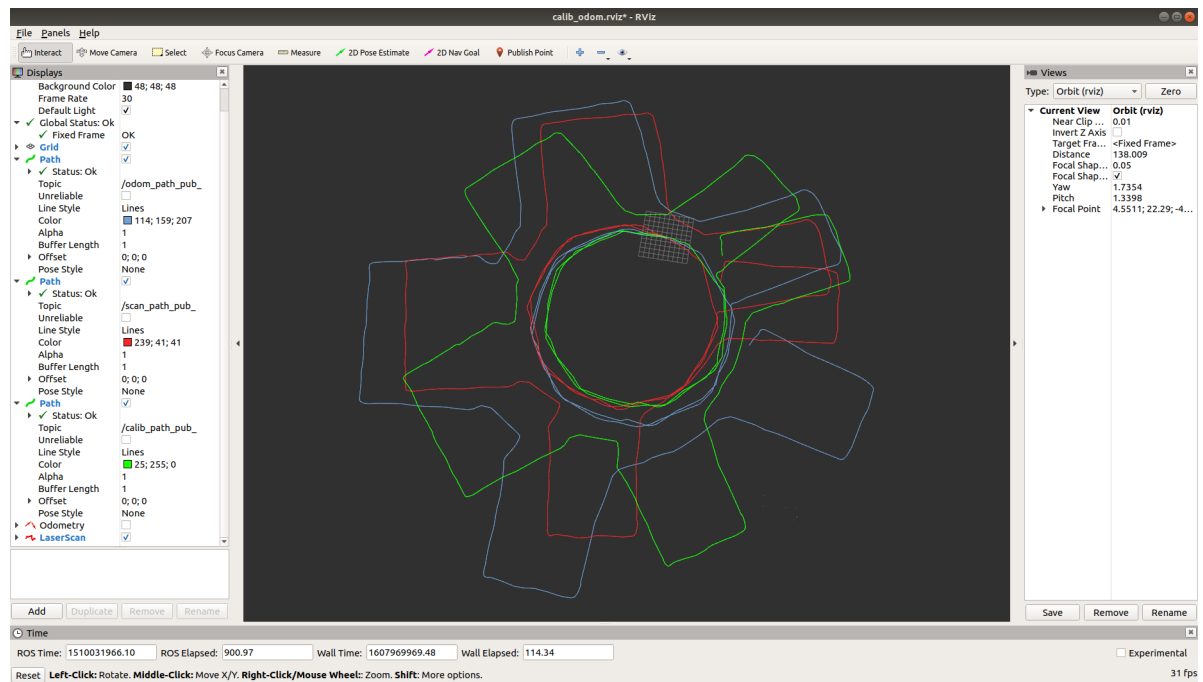 calib_odom.rviz* - RViz
File Panels Help
Interact Move Camera Select Focus Camera Measure 2D Pose Estimate 2D Nav Goal Publish Point
Displays
Background Color 48; 48; 48
Frame Rate 30
Default Light
Global Status: Ok
Fixed Frame OK
Grid
Path
Status: Ok
Topic /odom_path_pub_
Unreliable
Line Style Lines
Color 114; 159; 207
Alpha 1
Buffer Length 1
Offset 0; 0; 0
Pose Style None
Path
Status: Ok
Topic /scan_path_pub_
Unreliable
Line Style Lines
Color 239; 41; 41
Alpha 1
Buffer Length 1
Offset 0; 0; 0
Pose Style None
Path
Status: Ok
Topic /calib_path_pub_
Unreliable
Line Style Lines
Color 25; 255; 0
Alpha 1
Buffer Length 1
Offset 0; 0; 0
Pose Style None
Odometry
LaserScan
Add Duplicate Remove Rename
Views
Type: Orbit (rviz) Zero
Current View Orbit (rviz)
Near Clip ... 0.01
Invert Z Axis
Target Fra... <Fixed Frame>
Distance 138.009
Focal Shap... 0.05
Focal Shap...
Yaw 1.7354
Pitch 1.3398
Focal Point 4.5511; 22.29; -4...
Save Remove Rename
Time
ROS Time: 1510031966.10 ROS Elapsed: 900.97 Wall Time: 1607969969.48 Wall Elapsed: 114.34 Experimental
Reset Left-Click: Rotate. Middle-Click: Move X/Y. Right-Click/Mouse Wheel:: Zoom. Shift: More options. 31 fps